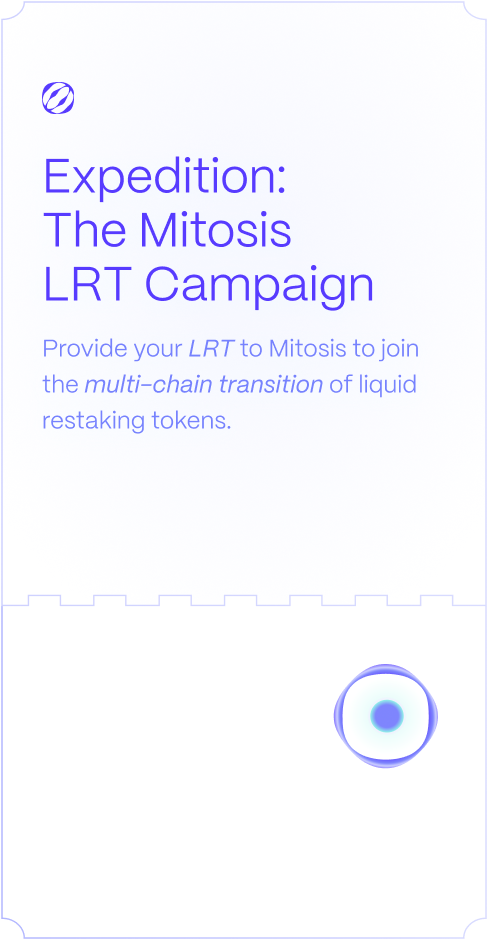 Expedition:
The Mitosis
LRT Campaign
Provide your LRT to Mitosis to join
the multi-chain transition of liquid
restaking tokens.